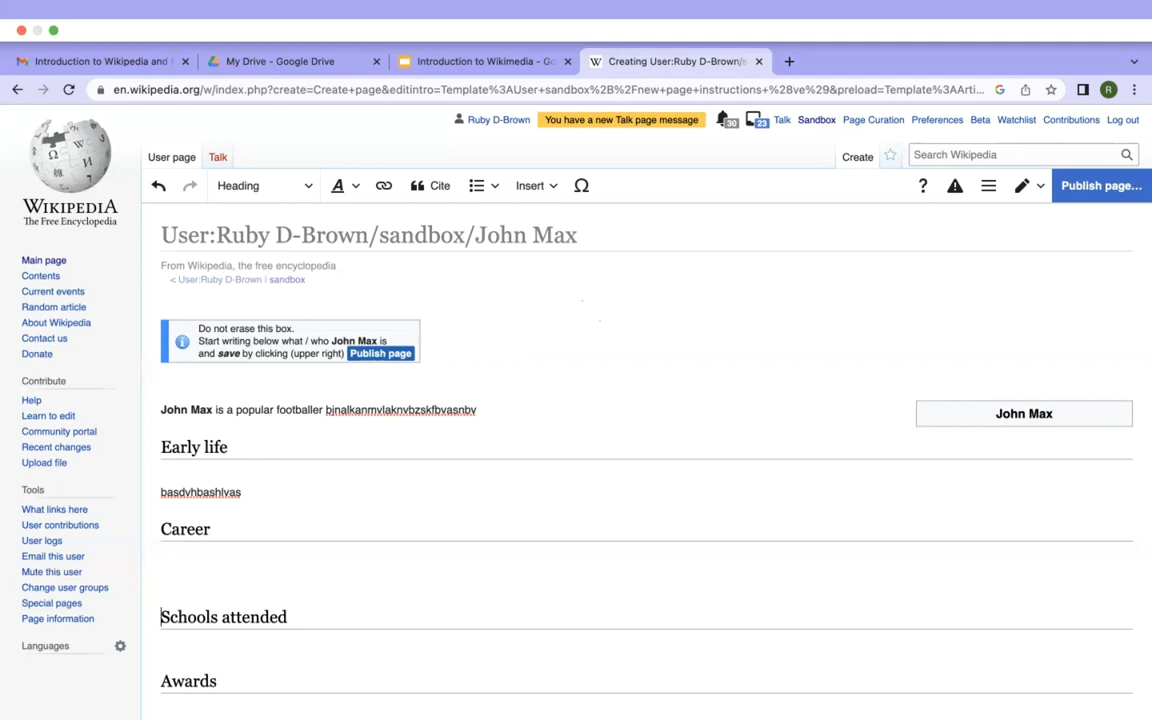 Introduction to Wikipedia and
My Drive - Google Drive
Introduction to Wikimedia - Go
Creating User:Ruby D-Brown/s
en.wikipedia.org/w/index.php?create=Create+page&editintro=Template%3AUser+sandbox%2B%2Fnew+page+instructions+%28ve%29&preload=Template%3AArti...
R
Ruby D-Brown
You have a new Talk page message
30
23
Talk
Sandbox
Page Curation
Preferences
Beta
Watchlist
Contributions
Log out
User page
Talk
Create
Search Wikipedia
WIKIPEDIA
The Free Encyclopedia
Heading
A
Cite
Insert
Ω
?
Publish page...
User:Ruby D-Brown/sandbox/John Max
From Wikipedia, the free encyclopedia
< User:Ruby D-Brown | sandbox
Do not erase this box.
Start writing below what / who John Max is
and save by clicking (upper right) Publish page
John Max is a popular footballer bjnalkanmvlaknvbzskfbvasnbv
John Max
Early life
basdvhbashlvas
Career
Schools attended
Awards
Main page
Contents
Current events
Random article
About Wikipedia
Contact us
Donate
Contribute
Help
Learn to edit
Community portal
Recent changes
Upload file
Tools
What links here
User contributions
User logs
Email this user
Mute this user
Change user groups
Special pages
Page information
Languages